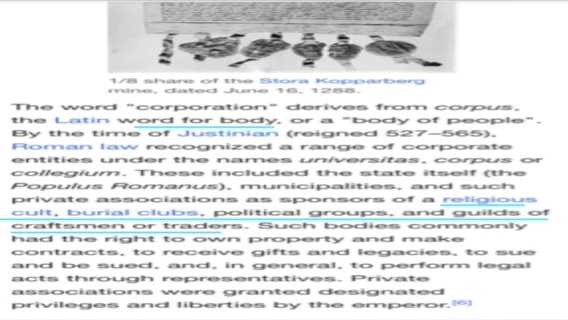 1/8 share of the Stora Kopparberg
mine, dated June 16, 1288.
The word "corporation" derives from corpus,
the Latin word for body, or a "body of people".
By the time of Justinian (reigned 527–565),
Roman law recognized a range of corporate
entities under the names universitas, corpus or
collegium. These included the state itself (the
Populus Romanus), municipalities, and such
private associations as sponsors of a religious
cult, burial clubs, political groups, and guilds of
craftsmen or traders. Such bodies commonly
had the right to own property and make
contracts, to receive gifts and legacies, to sue
and be sued, and, in general, to perform legal
acts through representatives. Private
associations were granted designated
privileges and liberties by the emperor.[6]